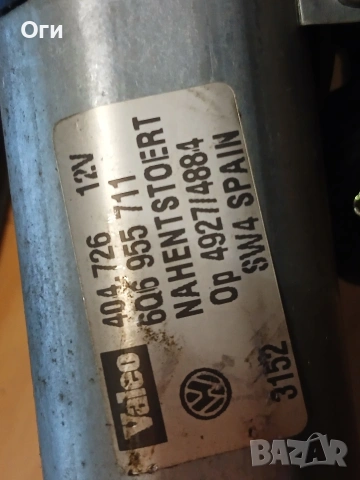 Оги
Valeo 404 726 12V
6Q6 955 711
NAHENTSTOERT
Op 4927/4884
SW4 SPAIN
3152
BAZAR